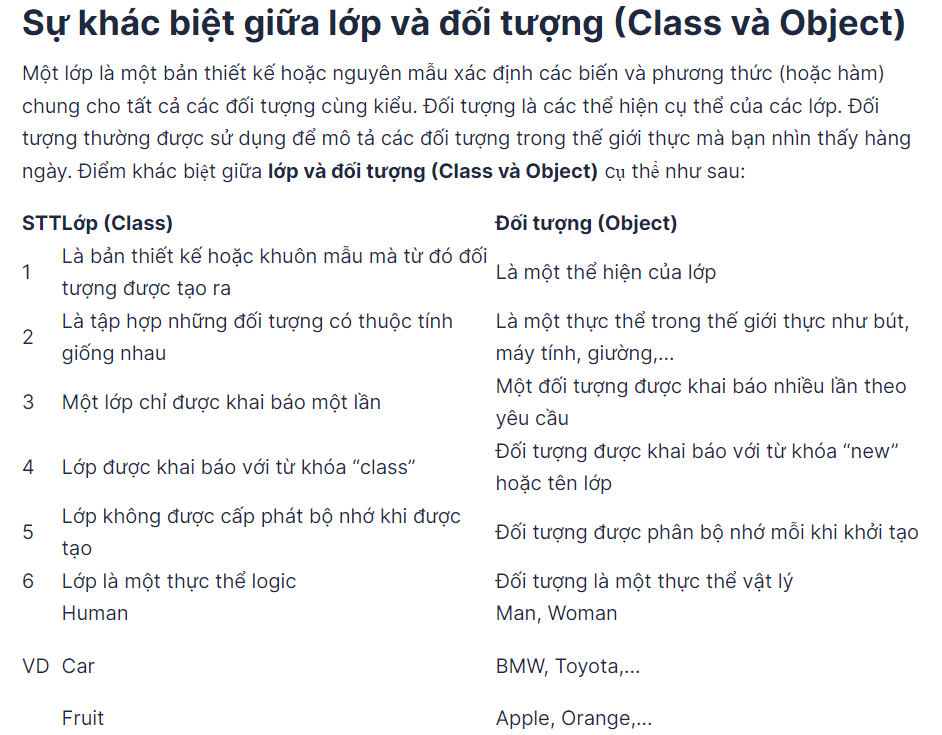 Sự khác biệt giữa lớp và đối tượng (Class và Object)
Một lớp là một bản thiết kế hoặc nguyên mẫu xác định các biến và phương thức (hoặc hàm)
chung cho tất cả các đối tượng cùng kiểu. Đối tượng là các thể hiện cụ thể của các lớp. Đối
tượng thường được sử dụng để mô tả các đối tượng trong thế giới thực mà bạn nhìn thấy hàng
ngày. Điểm khác biệt giữa lớp và đối tượng (Class và Object) cụ thể như sau:
STTLớp (Class) Đối tượng (Object)
1 Là bản thiết kế hoặc khuôn mẫu mà từ đó đối
tượng được tạo ra
Là một thể hiện của lớp
2 Là tập hợp những đối tượng có thuộc tính
giống nhau
Là một thực thể trong thế giới thực như bút,
máy tính, giường,...
3 Một lớp chỉ được khai báo một lần
Một đối tượng được khai báo nhiều lần theo
yêu cầu
4 Lớp được khai báo với từ khóa “class”
Đối tượng được khai báo với từ khóa “new”
hoặc tên lớp
5 Lớp không được cấp phát bộ nhớ khi được
tạo
Đối tượng được phân bộ nhớ mỗi khi khởi tạo
6 Lớp là một thực thể logic
Đối tượng là một thực thể vật lý
Human
Man, Woman
VD Car
BMW, Toyota,...
Fruit
Apple, Orange,...